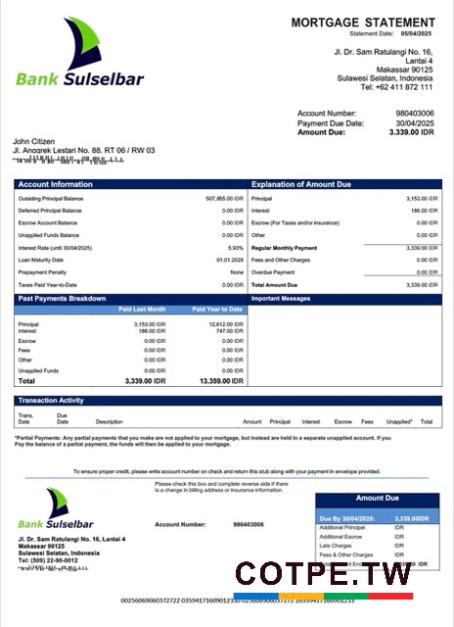 MORTGAGE STATEMENT
Statement Date: 05/04/2025
Bank Sulselbar
Jl. Dr. Sam Ratulangi No. 16,
Lantai 4
Makassar 90125
Sulawesi Selatan, Indonesia
Tel: +62 411 872 111
Account Number: 980403006
Payment Due Date: 30/04/2025
Amount Due: 3.339.00 IDR
John Citizen
Jl. Anggrek Lestari No. 88. RT 06 / RW 03
Account Information
Outsiding Principal Balance 507,855.00 IDR
Deferred Principal Balance 0.00 IDR
Escrow Account Balance 0.00 IDR
Unapplied Funds Balance 0.00 IDR
Interest Rate (until 30/04/2025) 5.93%
Loan Maturity Date 01.01.2025
Prepayment Penalty None
Taxes Paid Year-to-Date 0.00 IDR
Explanation of Amount Due
Principal 3,153.00 IDR
Interest 186.00 IDR
Escrow (For Taxes and/or insurance) 0.00 IDR
Other 0.00 IDR
Regular Monthly Payment 3,339.00 IDR
Fees and Other Charges 0.00 IDR
Overdue Payment 0.00 IDR
Total Amount Due 3,339.00 IDR
Past Payments Breakdown
Paid Last Month Paid Year to Date
Principal 3,153.00 IDR 12,612.00 IDR
Interest 186.00 IDR 747.00 IDR
Escrow 0.00 IDR 0.00 IDR
Fees 0.00 IDR 0.00 IDR
Other 0.00 IDR 0.00 IDR
Unapplied Funds 0.00 IDR 0.00 IDR
Total 3,339.00 IDR 13,359.00 IDR
Important Messages
Transaction Activity
Trans. Date Due Date Description Amount Principal Interest Escrow Fees Unapplied* Total
*Partial Payments: Any partial payments that you make are not applied to your mortgage, but instead are held in a separate unapplied account. If you
Pay the balance of a partial payment, the funds will then be applied to your mortgage.
To ensure proper credit, please write account number on check and return this stub along with your payment in envelope provided.
Please check this box and complete reverse side if there
is a change in billing address or insurance information.
Bank Sulselbar
Account Number: 980403006
Jl. Dr. Sam Ratulangi No. 16, Lantai 4
Makassar 90125
Sulawesi Selatan, Indonesia
Tel: (509) 22-98-0012
Amount Due
Due By 30/04/2025: 3,339.00IDR
Additional Principal IDR
Additional Escrow IDR
Late Charges IDR
Fees & Other Charges IDR
COTPE.TW